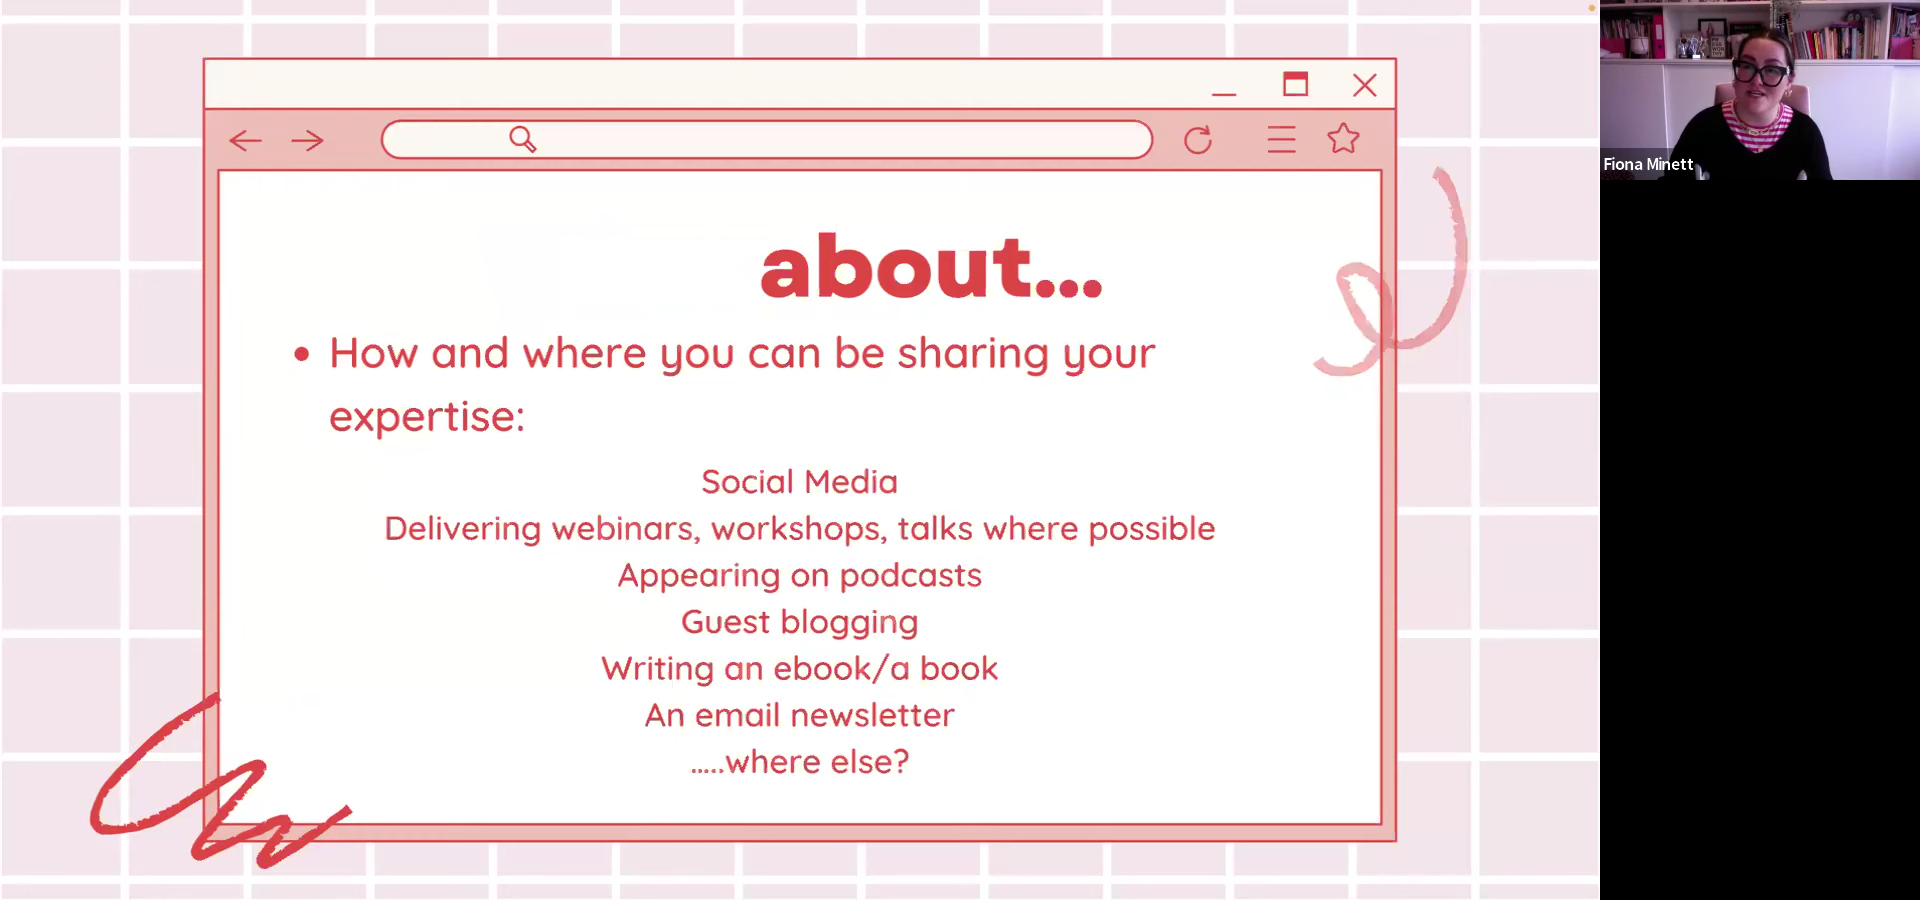 about...
• How and where you can be sharing your
expertise:
Social Media
Delivering webinars, workshops, talks where possible
Appearing on podcasts
Guest blogging
Writing an ebook/a book
An email newsletter
.....where else?
Fiona Minett